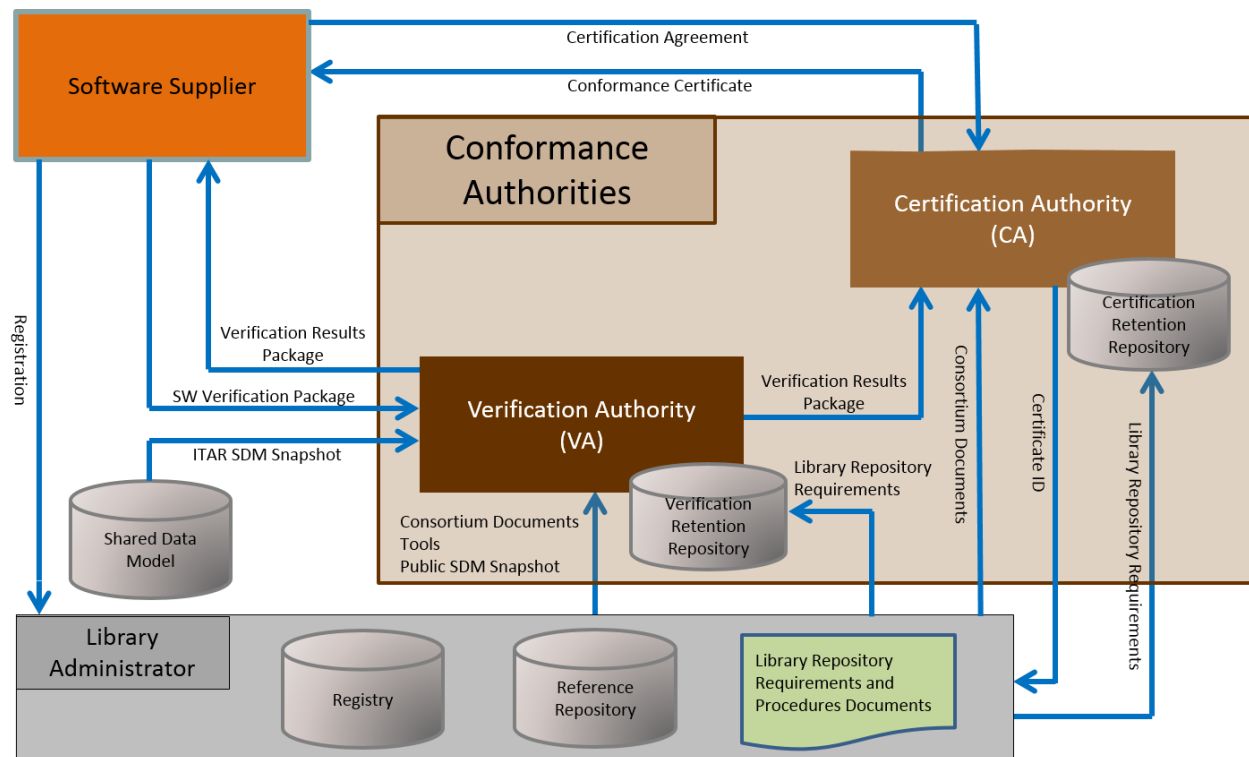 Software Supplier
Certification Agreement
Conformance Certificate
Conformance
Authorities
Certification Authority
(CA)
Certification
Retention
Repository
Registration
Verification Results
Package
SW Verification Package
ITAR SDM Snapshot
Verification Authority
(VA)
Verification Results
Package
Consortium Documents
Certificate ID
Library Repository Requirements
Library Repository
Requirements
Verification
Retention
Repository
Shared Data
Model
Consortium Documents
Tools
Public SDM Snapshot
Library
Administrator
Registry
Reference
Repository
Library Repository
Requirements and
Procedures Documents